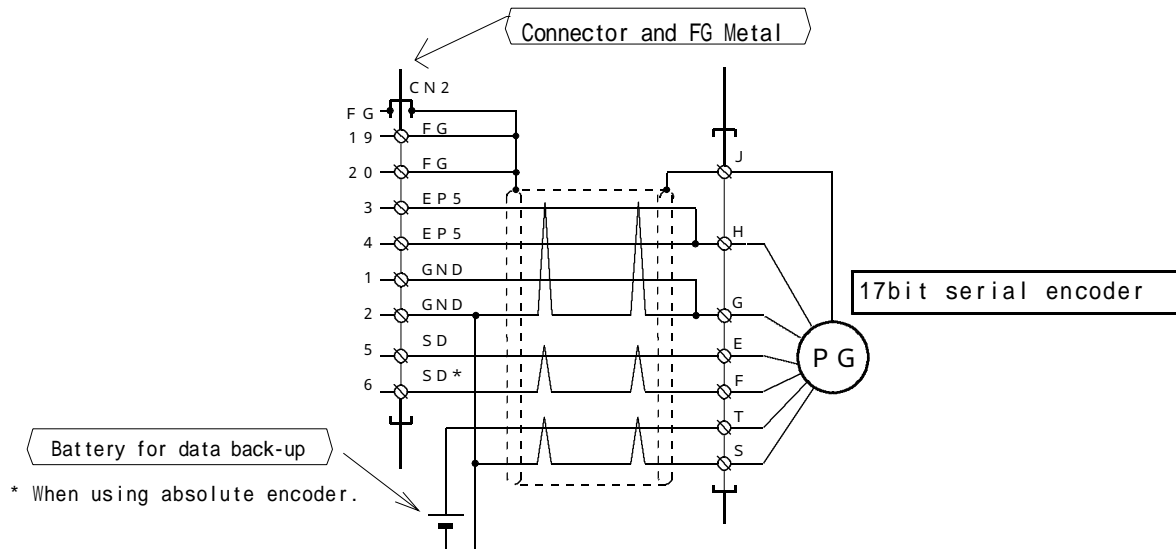 Connector and FG Metal
CN2
FG
19 FG
20 FG
3 EP5
4 EP5
1 GND
2 GND
5 SD
6 SD*
J
H
G
E
F
T
S
PG
17bit serial encoder
Battery for data back-up
* When using absolute encoder.